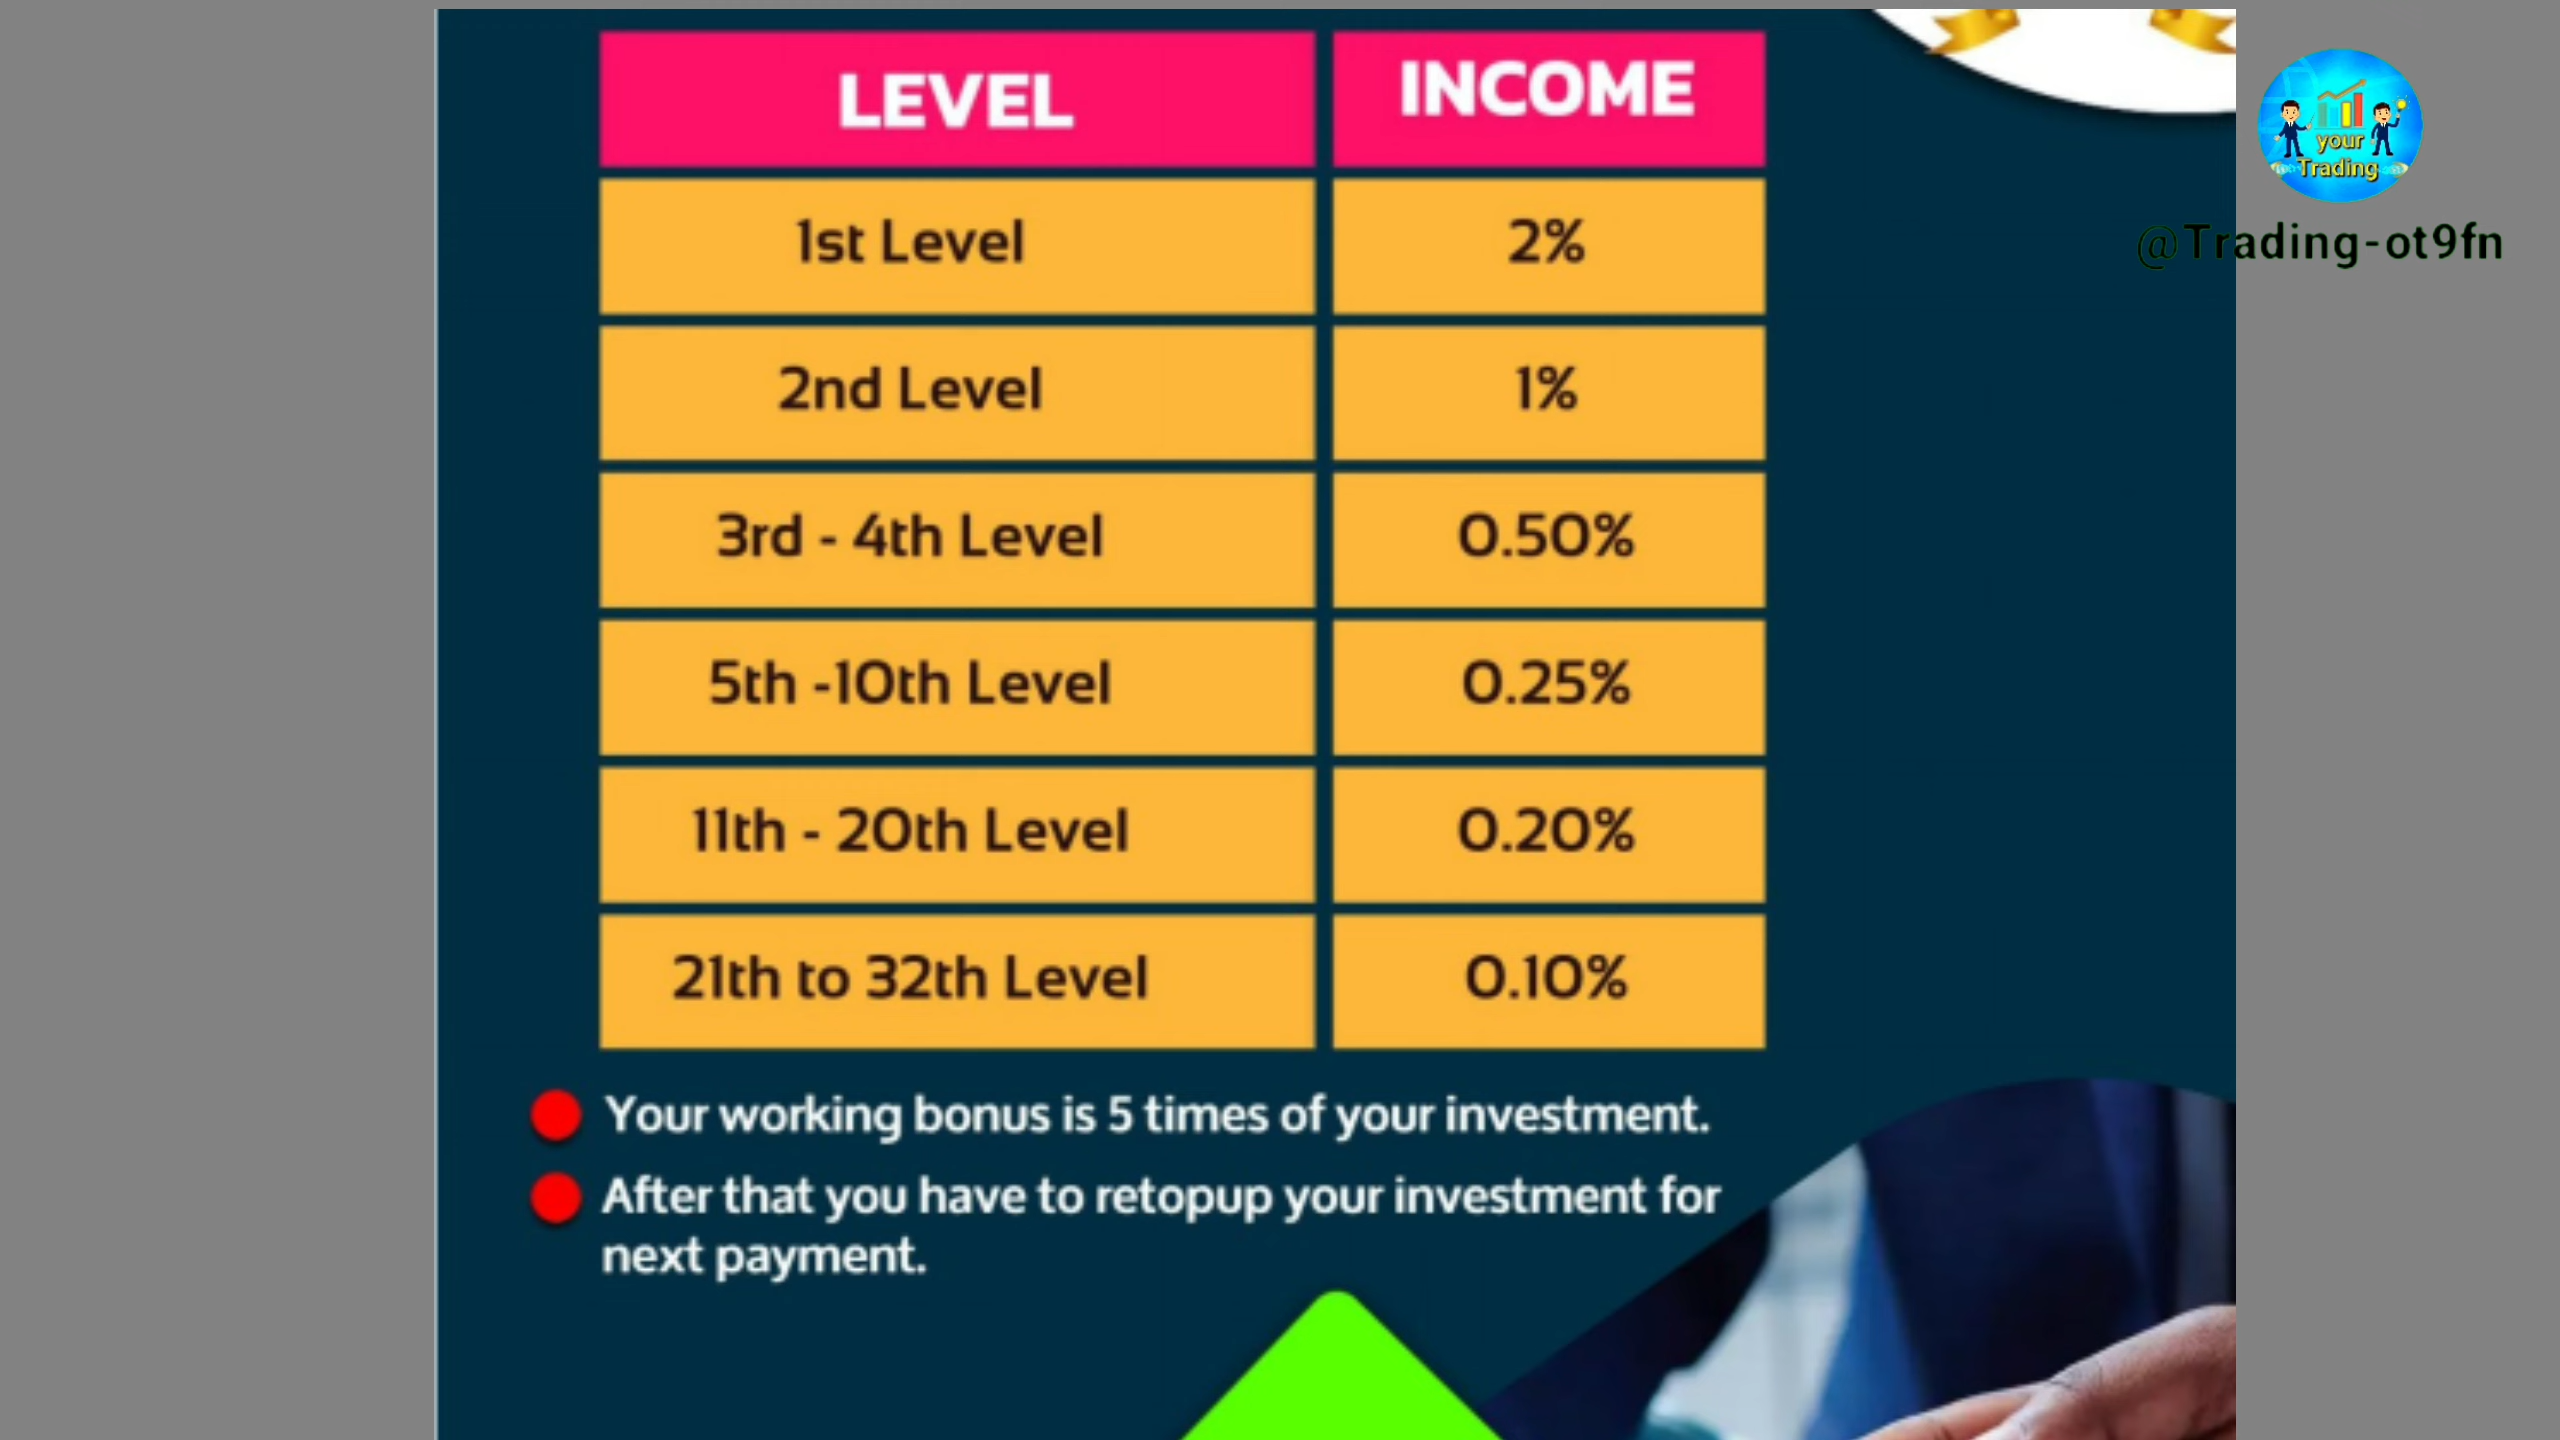 LEVEL INCOME
1st Level 2%
2nd Level 1%
3rd - 4th Level 0.50%
5th -10th Level 0.25%
11th - 20th Level 0.20%
21th to 32th Level 0.10%
Your working bonus is 5 times of your investment.
After that you have to retopup your investment for
next payment.
your
Trading
@Trading-ot9fn